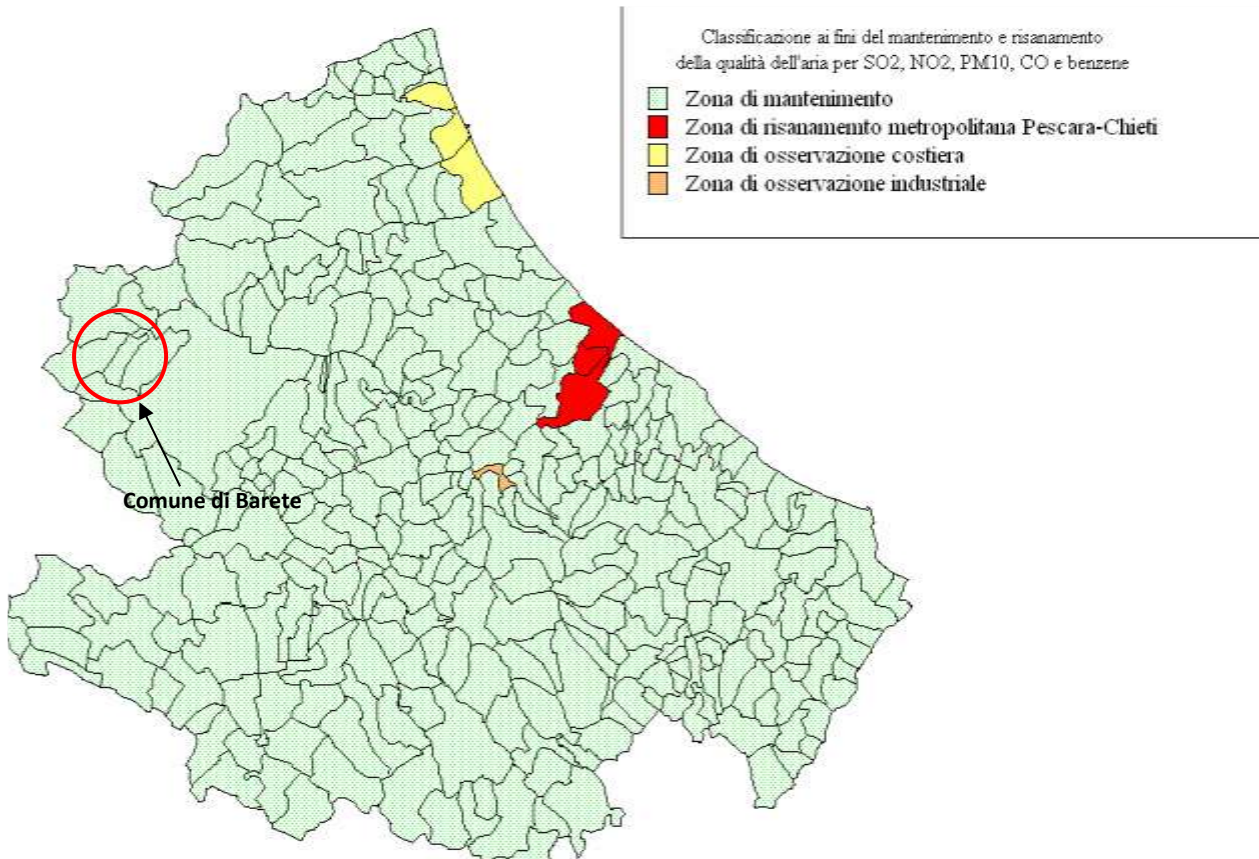 Classificazione ai fini del mantenimento e risanamento
della qualità dell'aria per SO2, NO2, PM10, CO e benzene
Zona di mantenimento
Zona di risanamemto metropolitana Pescara-Chieti
Zona di osservazione costiera
Zona di osservazione industriale
Comune di Barete